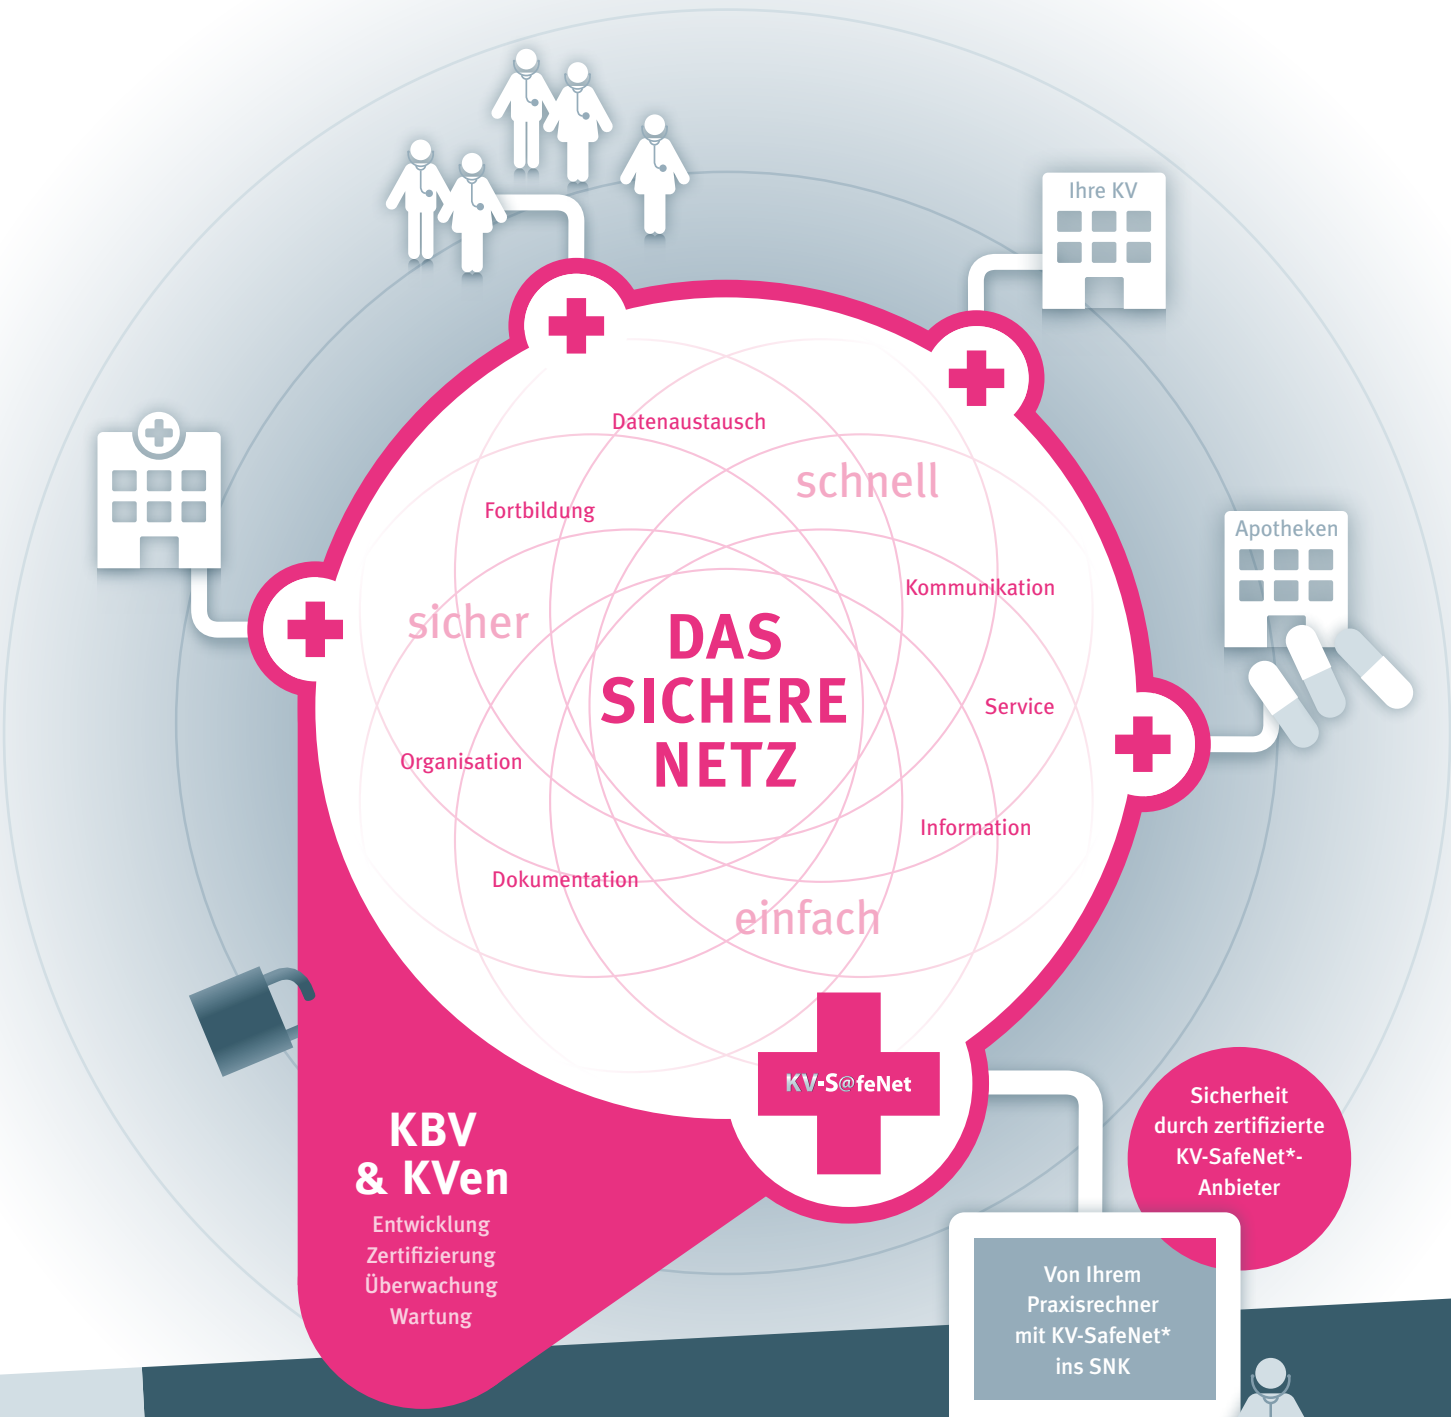 Ihre KV
Datenaustausch
schnell
Fortbildung
Apotheken
Kommunikation
sicher
DAS
SICHERE
NETZ
Service
Organisation
Information
Dokumentation
einfach
KV-S@feNet
Sicherheit
durch zertifizierte
KV-SafeNet*-
Anbieter
KBV
& KVen
Entwicklung
Zertifizierung
Überwachung
Wartung
Von Ihrem
Praxisrechner
mit KV-SafeNet*
ins SNK